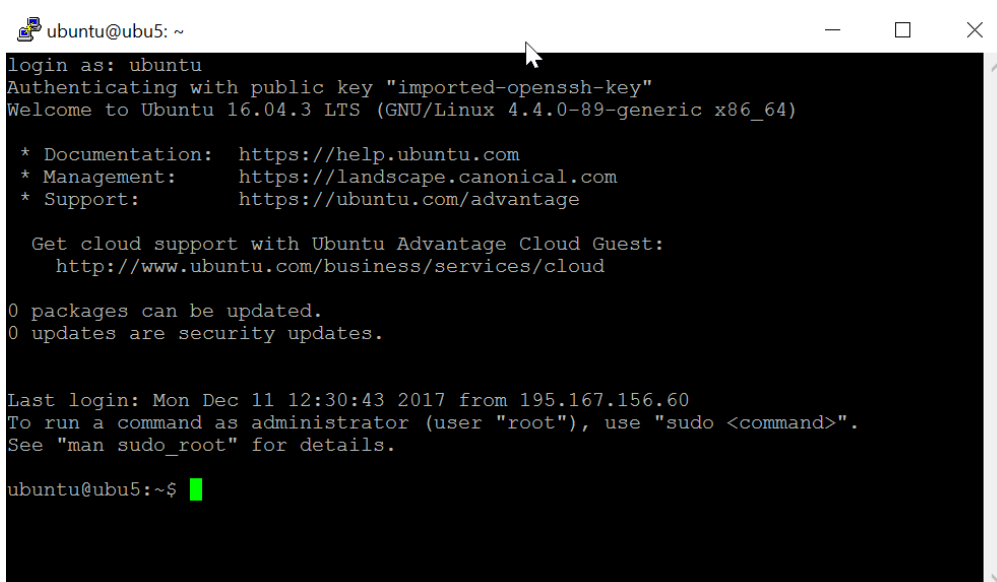 ubuntu@ubu5: ~
login as: ubuntu
Authenticating with public key "imported-openssh-key"
Welcome to Ubuntu 16.04.3 LTS (GNU/Linux 4.4.0-89-generic x86_64)
* Documentation:  https://help.ubuntu.com
* Management:     https://landscape.canonical.com
* Support:        https://ubuntu.com/advantage
Get cloud support with Ubuntu Advantage Cloud Guest:
http://www.ubuntu.com/business/services/cloud
0 packages can be updated.
0 updates are security updates.
Last login: Mon Dec 11 12:30:43 2017 from 195.167.156.60
To run a command as administrator (user "root"), use "sudo <command>".
See "man sudo_root" for details.
ubuntu@ubu5:~$